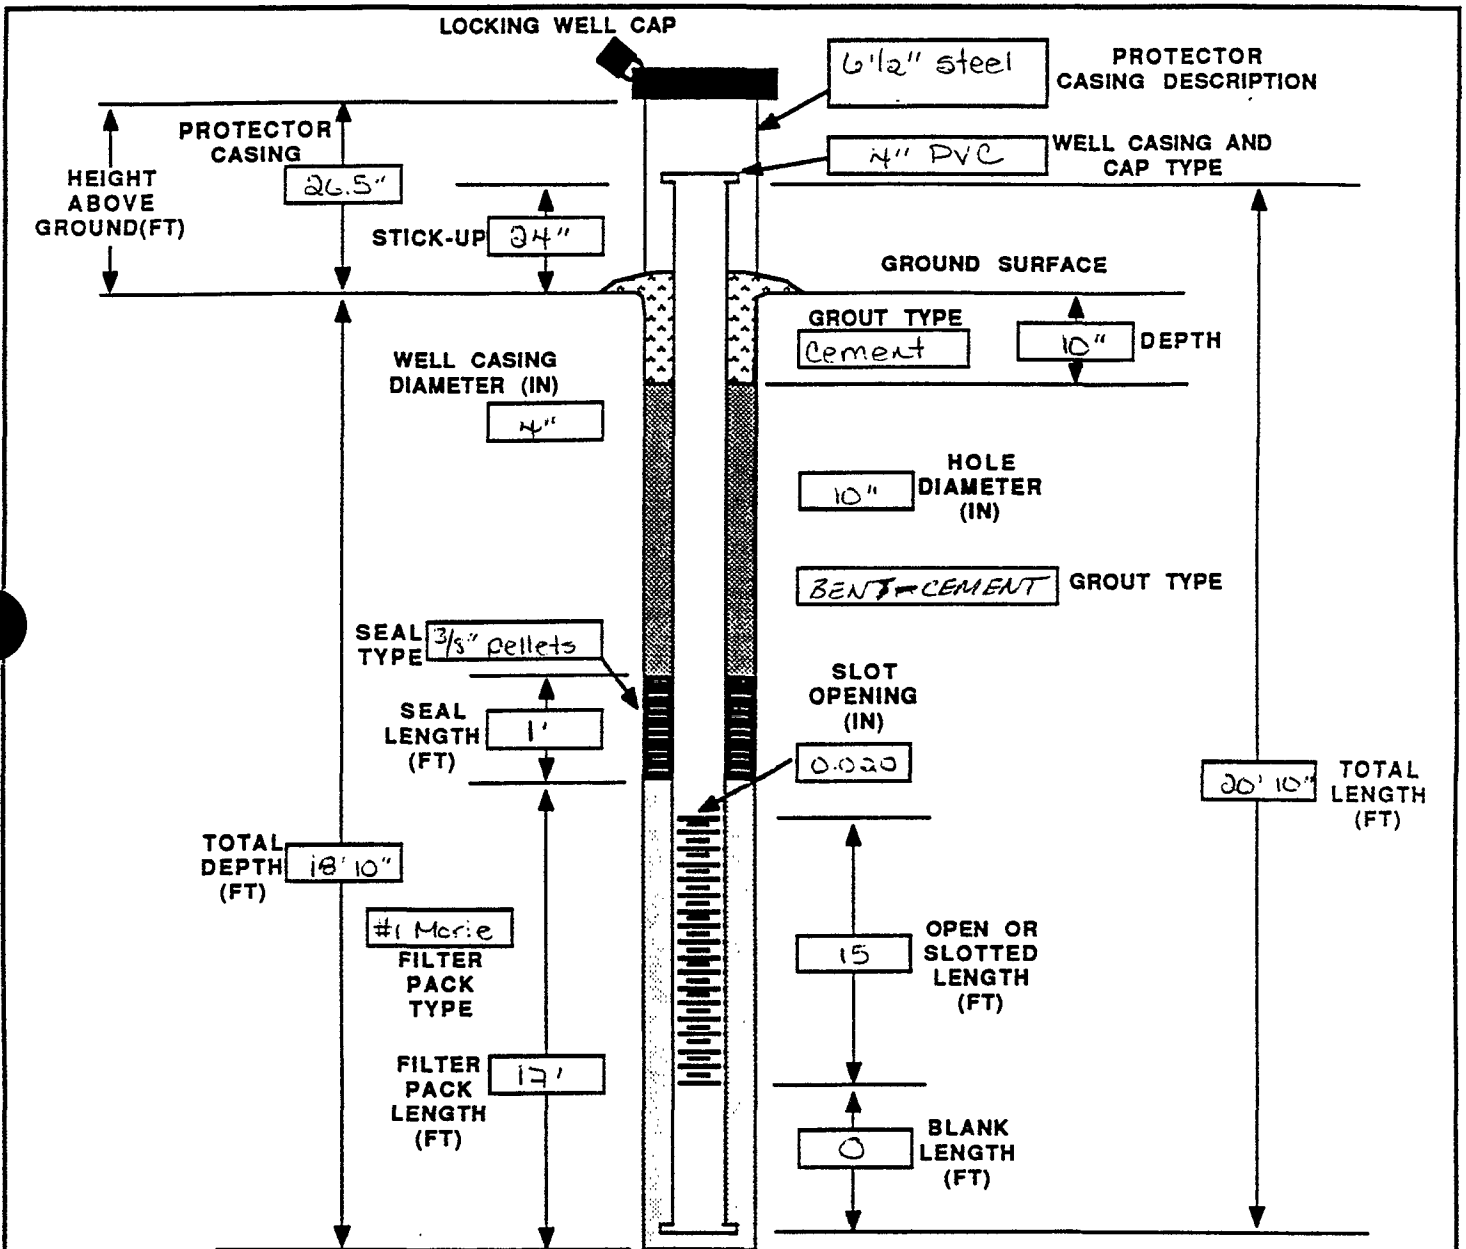 LOCKING WELL CAP
6 1/2" steel
PROTECTOR
CASING DESCRIPTION
PROTECTOR
CASING
26.5"
4" PVC
WELL CASING AND
CAP TYPE
HEIGHT
ABOVE
GROUND(FT)
STICK-UP
24"
GROUND SURFACE
GROUT TYPE
Cement
10"
DEPTH
WELL CASING
DIAMETER (IN)
4"
HOLE
DIAMETER
(IN)
10"
BENT-CEMENT
GROUT TYPE
SEAL
TYPE
3/8" pellets
SLOT
OPENING
(IN)
SEAL
LENGTH
(FT)
1'
0.020
20' 10"
TOTAL
LENGTH
(FT)
TOTAL
DEPTH
(FT)
18' 10"
#1 Morie
FILTER
PACK
TYPE
15
OPEN OR
SLOTTED
LENGTH
(FT)
FILTER
PACK
LENGTH
(FT)
17'
0
BLANK
LENGTH
(FT)